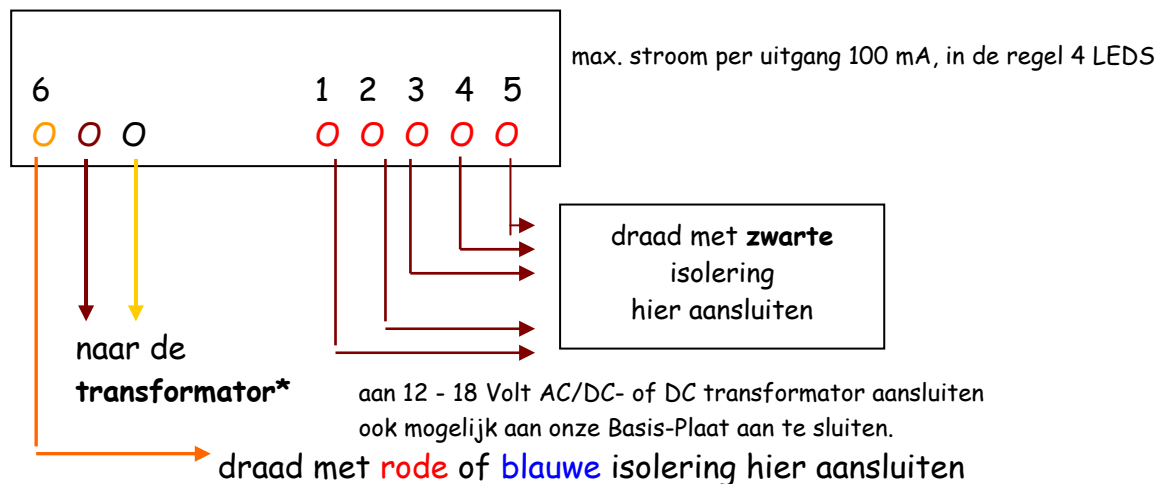 max. stroom per uitgang 100 mA, in de regel 4 LEDS
6 1 2 3 4 5
O O O O O O O O
draad met zwarte
isolering
hier aansluiten
naar de
transformator*
aan 12 - 18 Volt AC/DC- of DC transformator aansluiten
ook mogelijk aan onze Basis-Plaat aan te sluiten.
draad met rode of blauwe isolering hier aansluiten